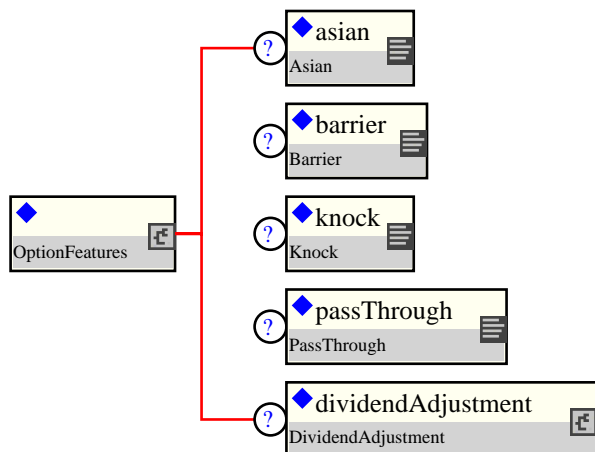 ?
asian
Asian
?
barrier
Barrier
OptionFeatures
?
knock
Knock
?
passThrough
PassThrough
?
dividendAdjustment
DividendAdjustment